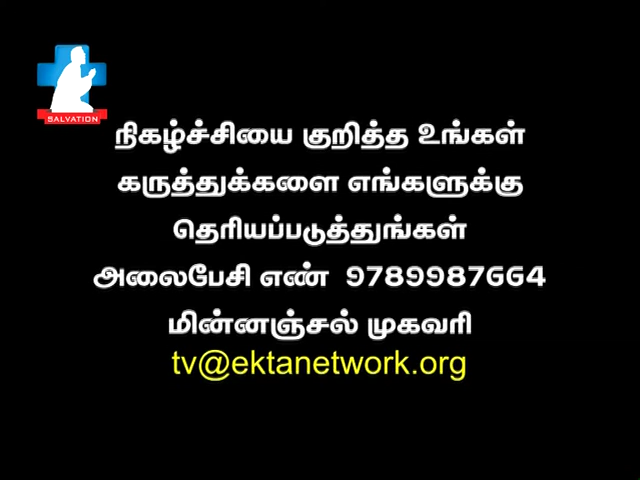 SALVATION
நிகழ்ச்சியை குறித்த உங்கள்
கருத்துக்களை எங்களுக்கு
தெரியப்படுத்துங்கள்
அலைபேசி எண் 9789987664
மின்னஞ்சல் முகவரி
tv@ektanetwork.org